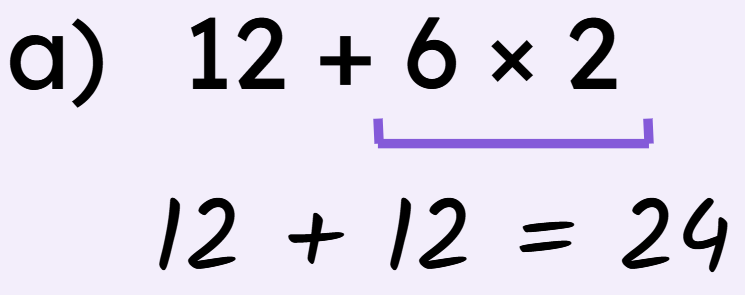 a) 12 + 6 × 2
12 + 12 = 24